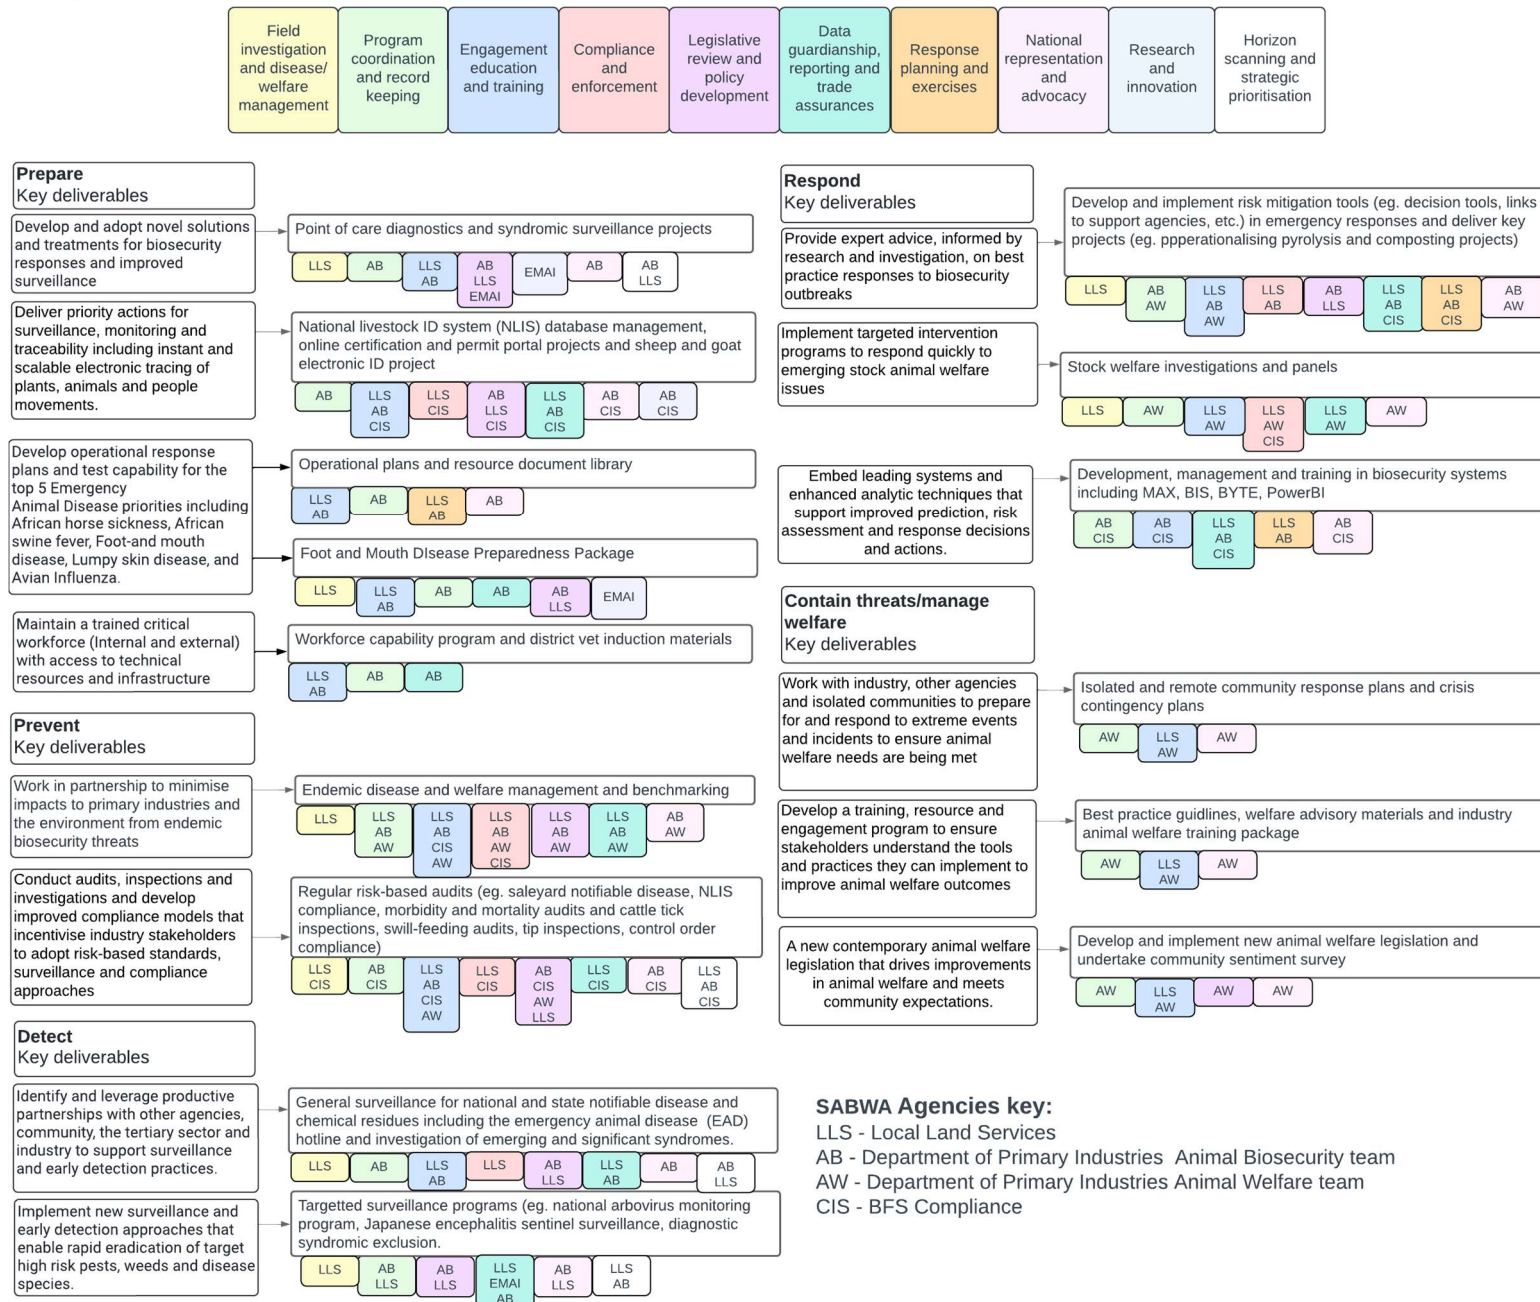 Field
investigation
and disease/
welfare
management
Program
coordination
and record
keeping
Engagement
education
and training
Compliance
and
enforcement
Legislative
review and
policy
development
Data
guardianship,
reporting and
trade
assurances
Response
planning and
exercises
National
representation
and
advocacy
Research
and
innovation
Horizon
scanning and
strategic
prioritisation
Prepare
Key deliverables
Develop and adopt novel solutions
and treatments for biosecurity
responses and improved
surveillance
Point of care diagnostics and syndromic surveillance projects
LLS
AB
LLS
AB
AB
LLS
EMAI
EMAI
AB
AB
LLS
Deliver priority actions for
surveillance, monitoring and
traceability including instant and
scalable electronic tracing of
plants, animals and people
movements.
National livestock ID system (NLIS) database management,
online certification and permit portal projects and sheep and goat
electronic ID project
AB
LLS
AB
CIS
LLS
CIS
AB
LLS
CIS
LLS
AB
CIS
AB
CIS
AB
CIS
Develop operational response
plans and test capability for the
top 5 Emergency
Animal Disease priorities including
African horse sickness, African
swine fever, Foot-and mouth
disease, Lumpy skin disease, and
Avian Influenza.
Operational plans and resource document library
LLS
AB
AB
LLS
AB
AB
Foot and Mouth DIsease Preparedness Package
LLS
LLS
AB
AB
AB
AB
LLS
EMAI
Maintain a trained critical
workforce (Internal and external)
with access to technical
resources and infrastructure
Workforce capability program and district vet induction materials
LLS
AB
AB
AB
Prevent
Key deliverables
Work in partnership to minimise
impacts to primary industries and
the environment from endemic
biosecurity threats
Endemic disease and welfare management and benchmarking
LLS
LLS
AB
AW
LLS
AB
CIS
AW
LLS
AB
AW
CIS
LLS
AB
AW
LLS
AB
AW
AB
AW
Conduct audits, inspections and
investigations and develop
improved compliance models that
incentivise industry stakeholders
to adopt risk-based standards,
surveillance and compliance
approaches
Regular risk-based audits (eg. saleyard notifiable disease, NLIS
compliance, morbidity and mortality audits and cattle tick
inspections, swill-feeding audits, tip inspections, control order
compliance)
LLS
CIS
AB
CIS
LLS
AB
CIS
AW
LLS
CIS
AB
CIS
AW
LLS
LLS
CIS
AB
CIS
LLS
AB
CIS
Detect
Key deliverables
Identify and leverage productive
partnerships with other agencies,
community, the tertiary sector and
industry to support surveillance
and early detection practices.
General surveillance for national and state notifiable disease and
chemical residues including the emergency animal disease (EAD)
hotline and investigation of emerging and significant syndromes.
LLS
AB
LLS
AB
LLS
AB
LLS
LLS
AB
AB
AB
LLS
Implement new surveillance and
early detection approaches that
enable rapid eradication of target
high risk pests, weeds and disease
species.
Targetted surveillance programs (eg. national arbovirus monitoring
program, Japanese encephalitis sentinel surveillance, diagnostic
syndromic exclusion.
LLS
AB
LLS
AB
LLS
LLS
EMAI
AB
AB
LLS
LLS
AB
Respond
Key deliverables
Provide expert advice, informed by
research and investigation, on best
practice responses to biosecurity
outbreaks
Develop and implement risk mitigation tools (eg. decision tools, links
to support agencies, etc.) in emergency responses and deliver key
projects (eg. ppperationalising pyrolysis and composting projects)
LLS
AB
AW
LLS
AB
AW
LLS
AB
AB
LLS
LLS
AB
CIS
LLS
AB
CIS
AB
AW
Implement targeted intervention
programs to respond quickly to
emerging stock animal welfare
issues
Stock welfare investigations and panels
LLS
AW
LLS
AW
LLS
AW
CIS
LLS
AW
AW
Embed leading systems and
enhanced analytic techniques that
support improved prediction, risk
assessment and response decisions
and actions.
Development, management and training in biosecurity systems
including MAX, BIS, BYTE, PowerBI
AB
CIS
AB
CIS
LLS
AB
CIS
LLS
AB
AB
CIS
Contain threats/manage
welfare
Key deliverables
Work with industry, other agencies
and isolated communities to prepare
for and respond to extreme events
and incidents to ensure animal
welfare needs are being met
Isolated and remote community response plans and crisis
contingency plans
AW
LLS
AW
AW
Develop a training, resource and
engagement program to ensure
stakeholders understand the tools
and practices they can implement to
improve animal welfare outcomes
Best practice guidlines, welfare advisory materials and industry
animal welfare training package
AW
LLS
AW
AW
A new contemporary animal welfare
legislation that drives improvements
in animal welfare and meets
community expectations.
Develop and implement new animal welfare legislation and
undertake community sentiment survey
AW
LLS
AW
AW
AW
SABWA Agencies key:
LLS - Local Land Services
AB - Department of Primary Industries Animal Biosecurity team
AW - Department of Primary Industries Animal Welfare team
CIS - BFS Compliance